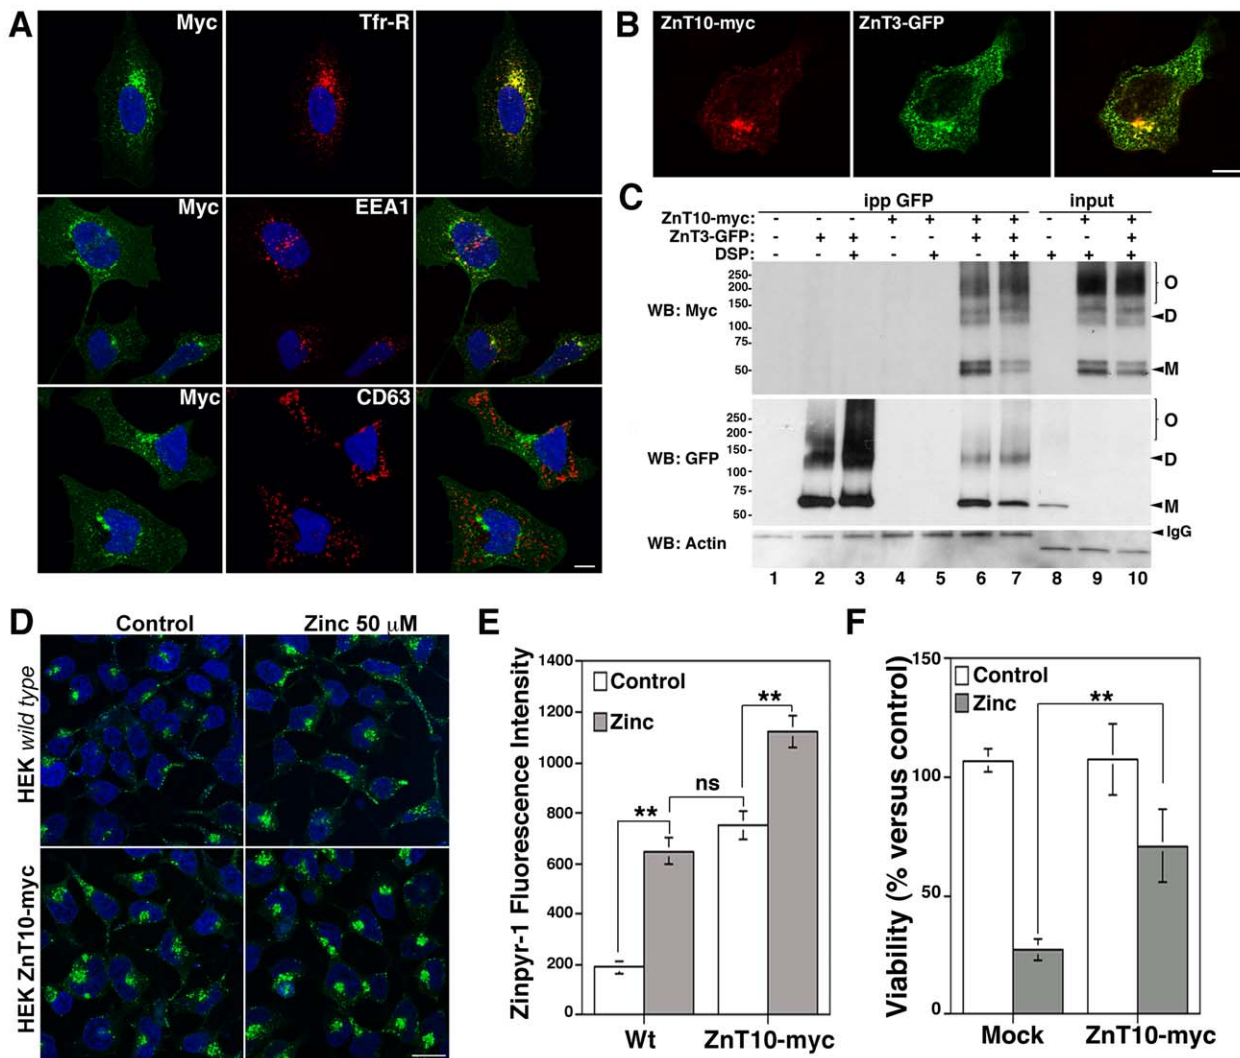 A
Myc
Tfr-R
Myc
EEA1
Myc
CD63
B
ZnT10-myc
ZnT3-GFP
C
ipp GFP
input
ZnT10-myc: - - - + + + + - + +
ZnT3-GFP: - + + - - + + - - +
DSP: - - + - + - + + + +
WB: Myc
250-
200-
150-
100-
75-
50-
O
D
M
WB: GFP
250-
200-
150-
100-
75-
50-
O
D
M
WB: Actin
IgG
1 2 3 4 5 6 7 8 9 10
D
Control
Zinc 50 µM
HEK wild type
HEK ZnT10-myc
E
Zinpyr-1 Fluorescence Intensity
1400
1200
1000
800
600
400
200
0
Control
Zinc
**
ns
**
Wt
ZnT10-myc
F
Viability (% versus control)
150
100
50
0
Control
Zinc
**
Mock
ZnT10-myc